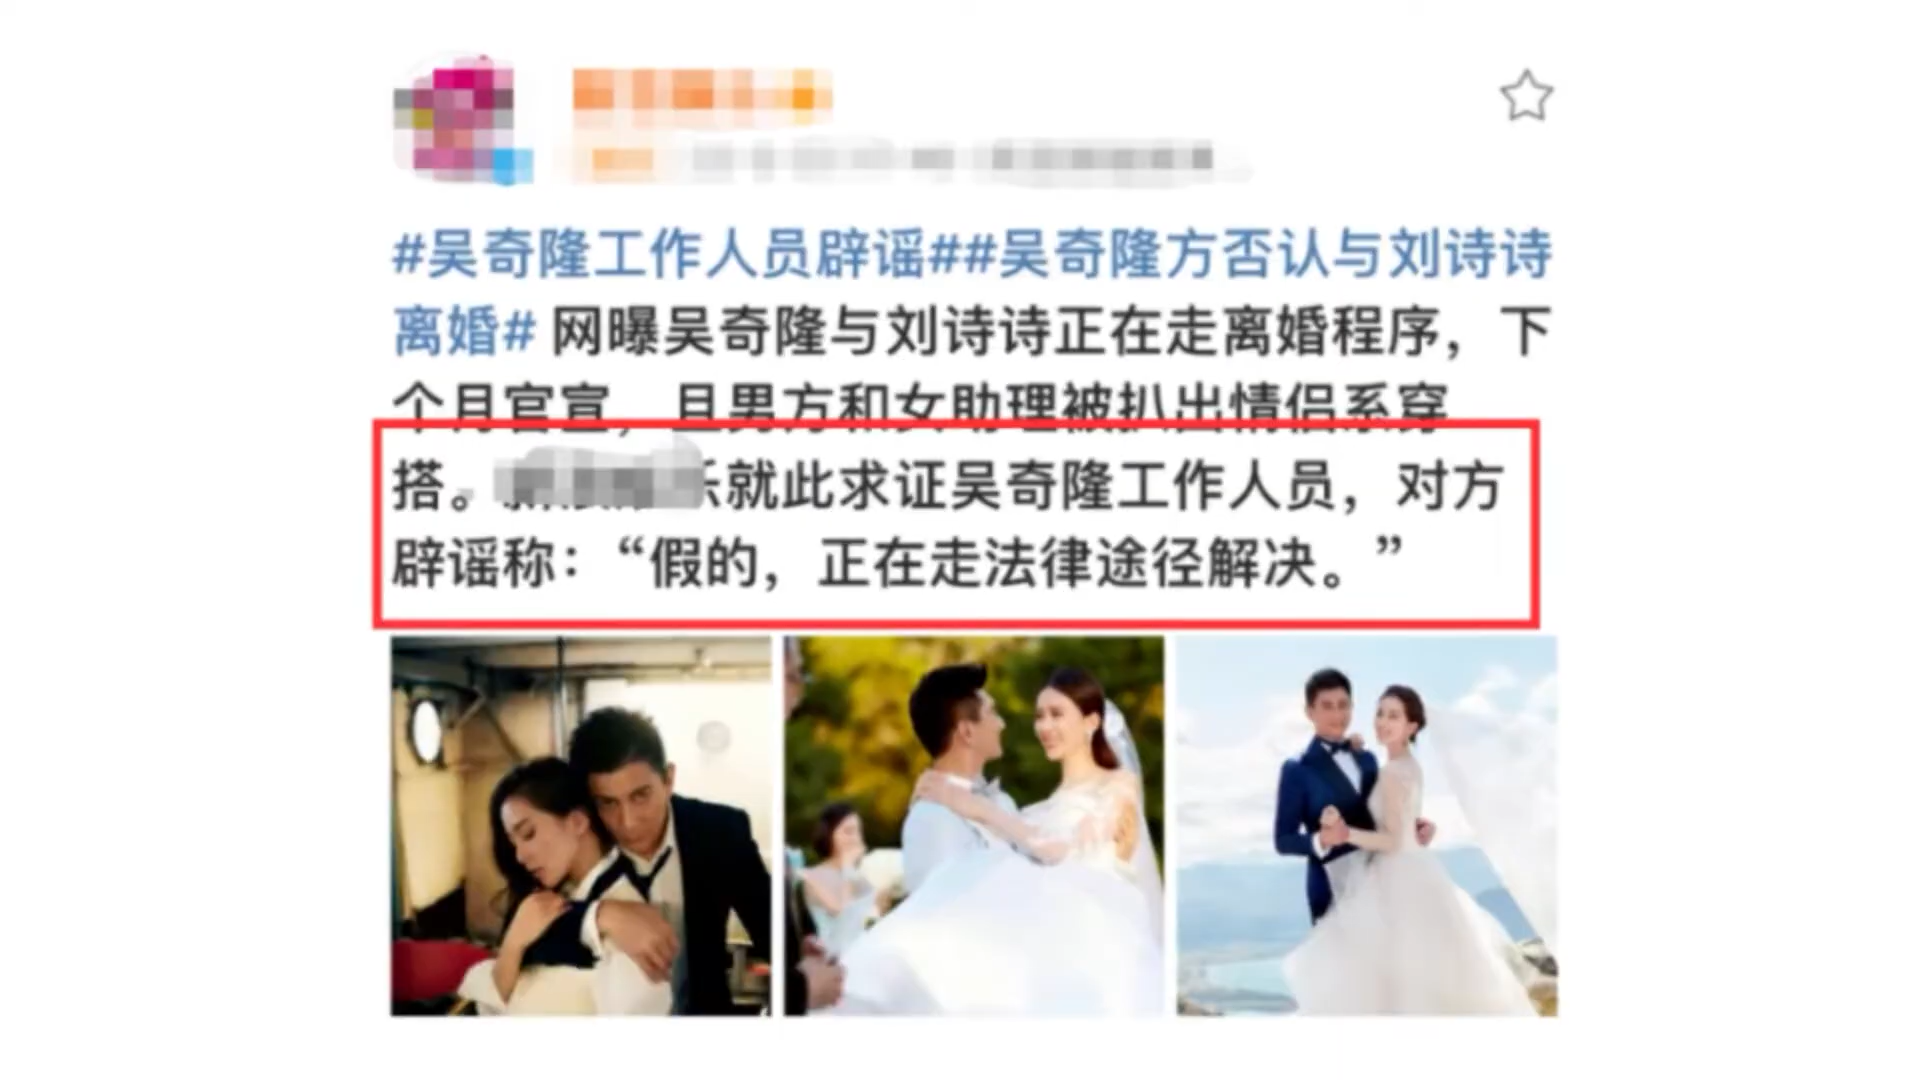 #吴奇隆工作人员辟谣##吴奇隆方否认与刘诗诗
离婚# 网曝吴奇隆与刘诗诗正在走离婚程序，下
个月官宣，且男方和女助理被扒出情侣系穿
搭。乐就此求证吴奇隆工作人员，对方
辟谣称：“假的，正在走法律途径解决。”